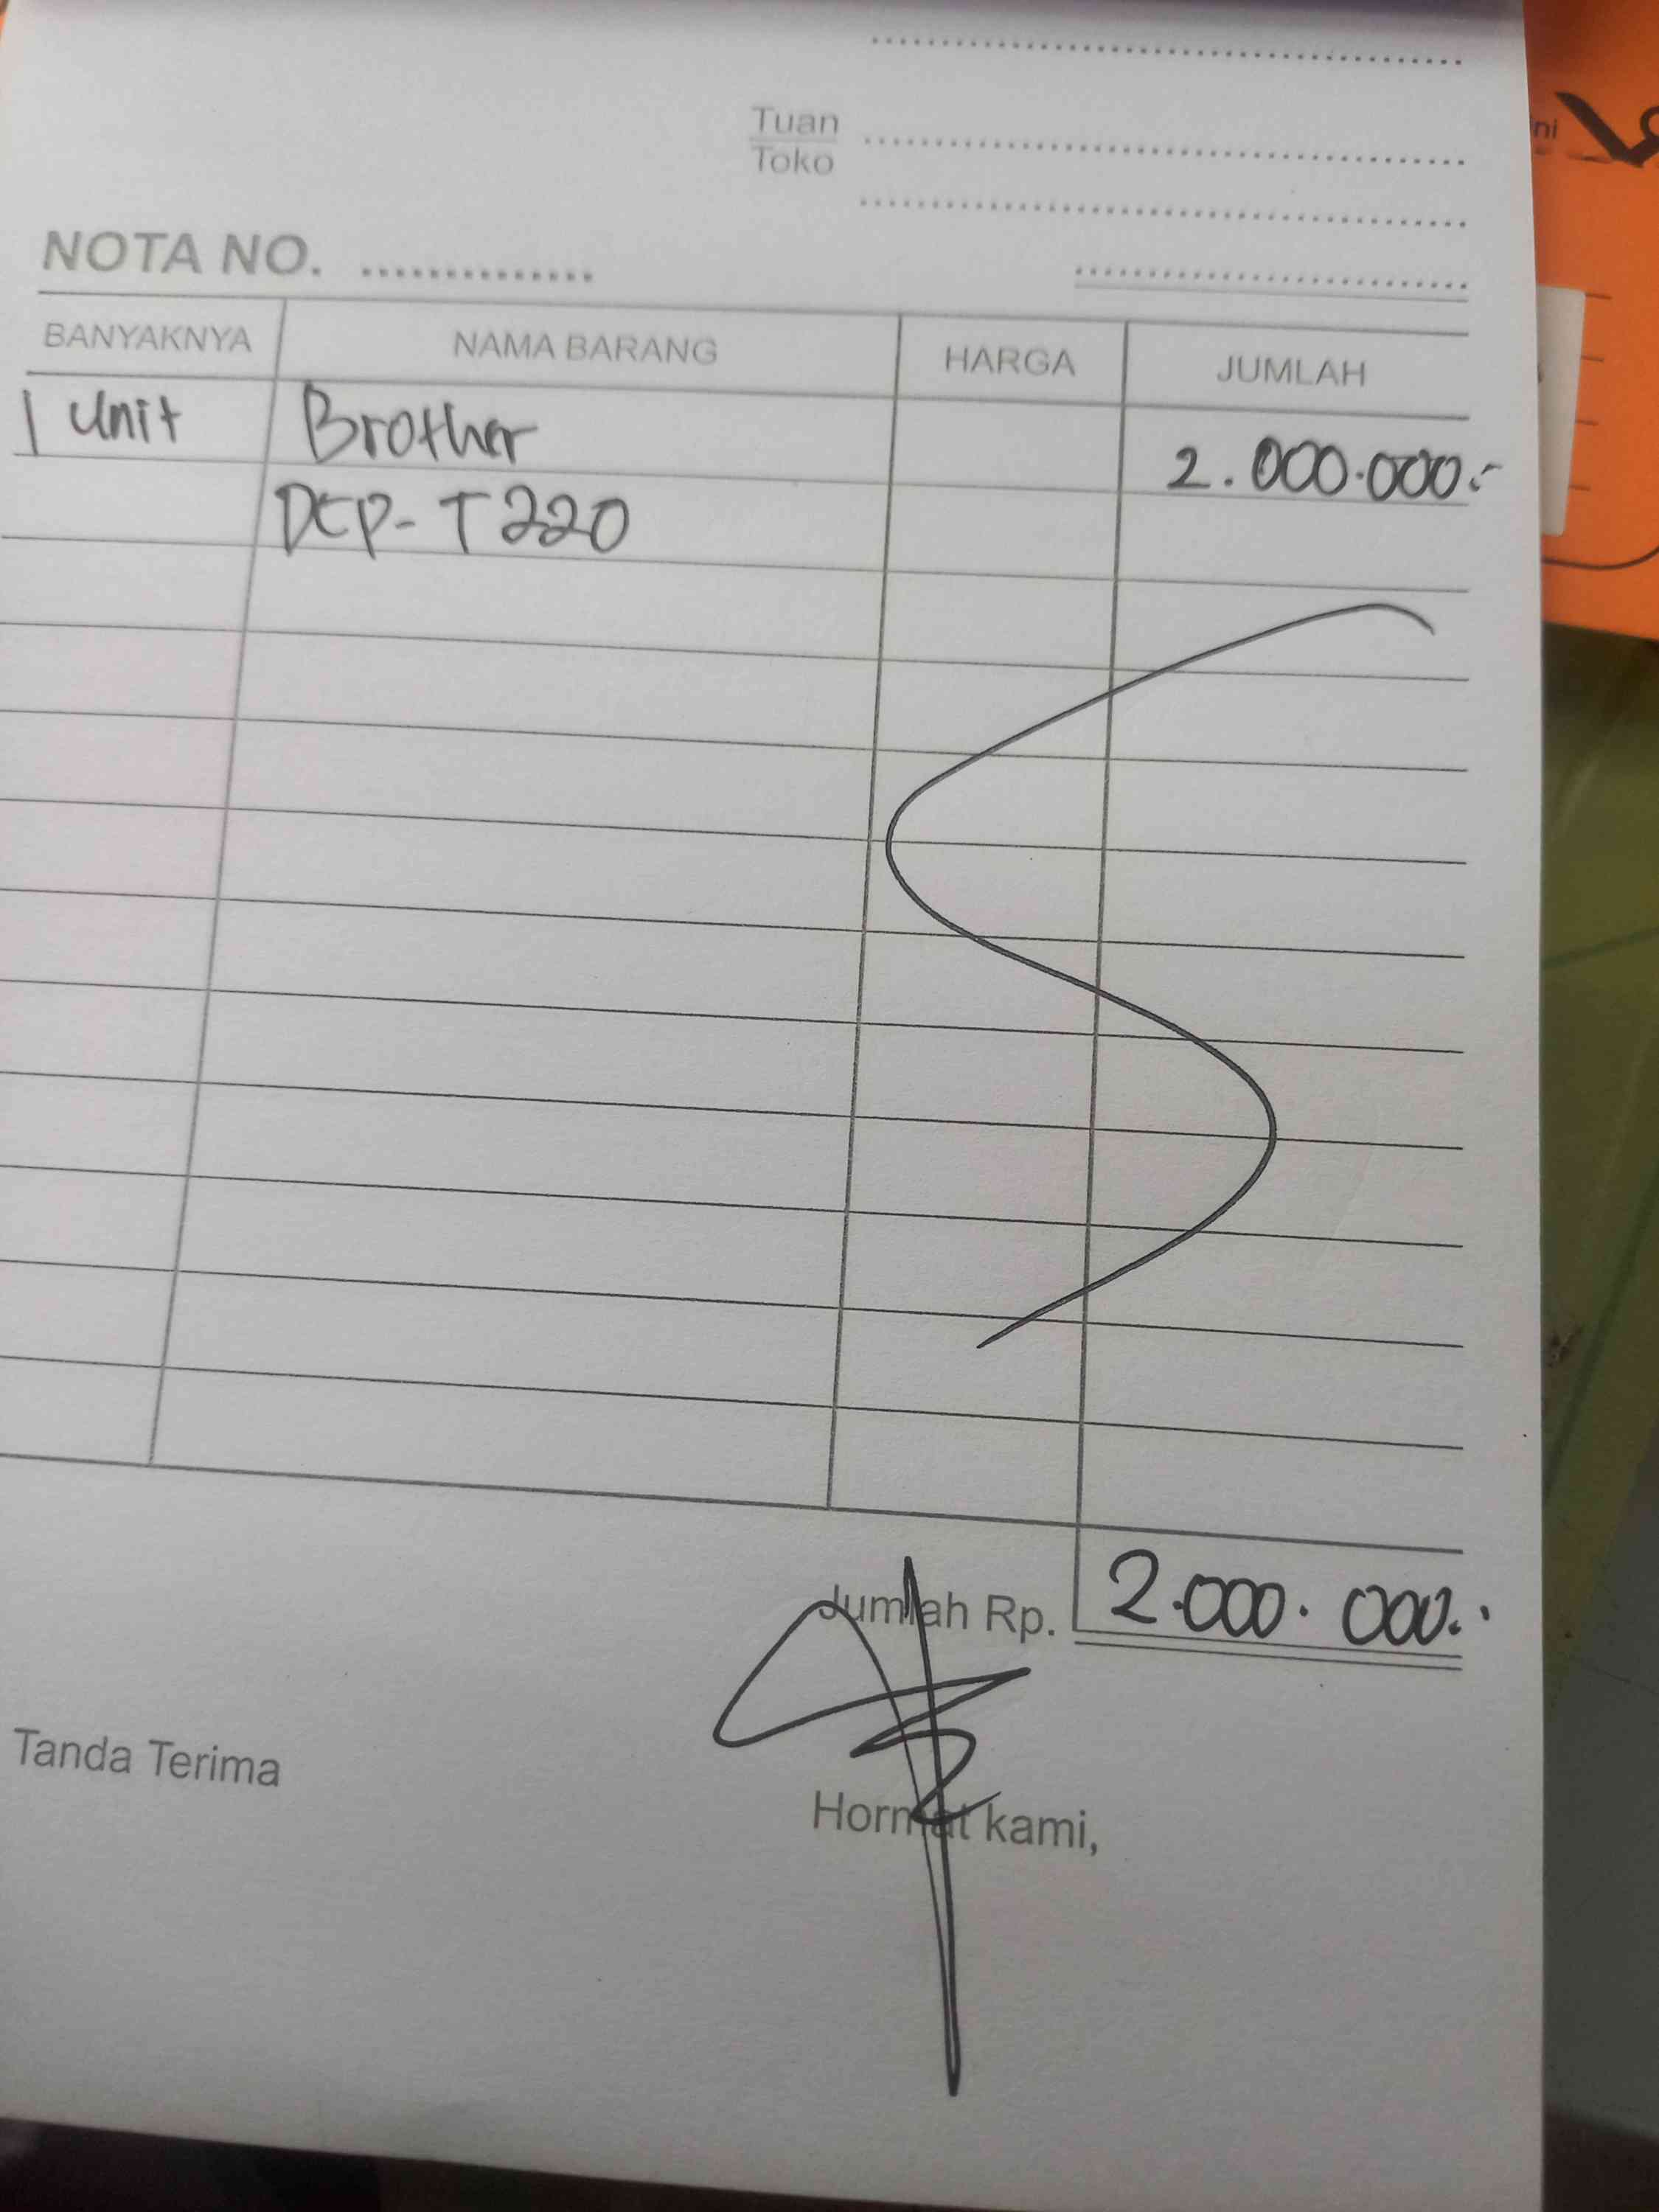 Tuan
Toko
NOTA NO.
BANYAKNYA NAMA BARANG HARGA JUMLAH
1 Unit Brother 2.000.000.-
DCP-T220
Jumlah Rp. 2.000.000.-
Tanda Terima
Hormat kami,